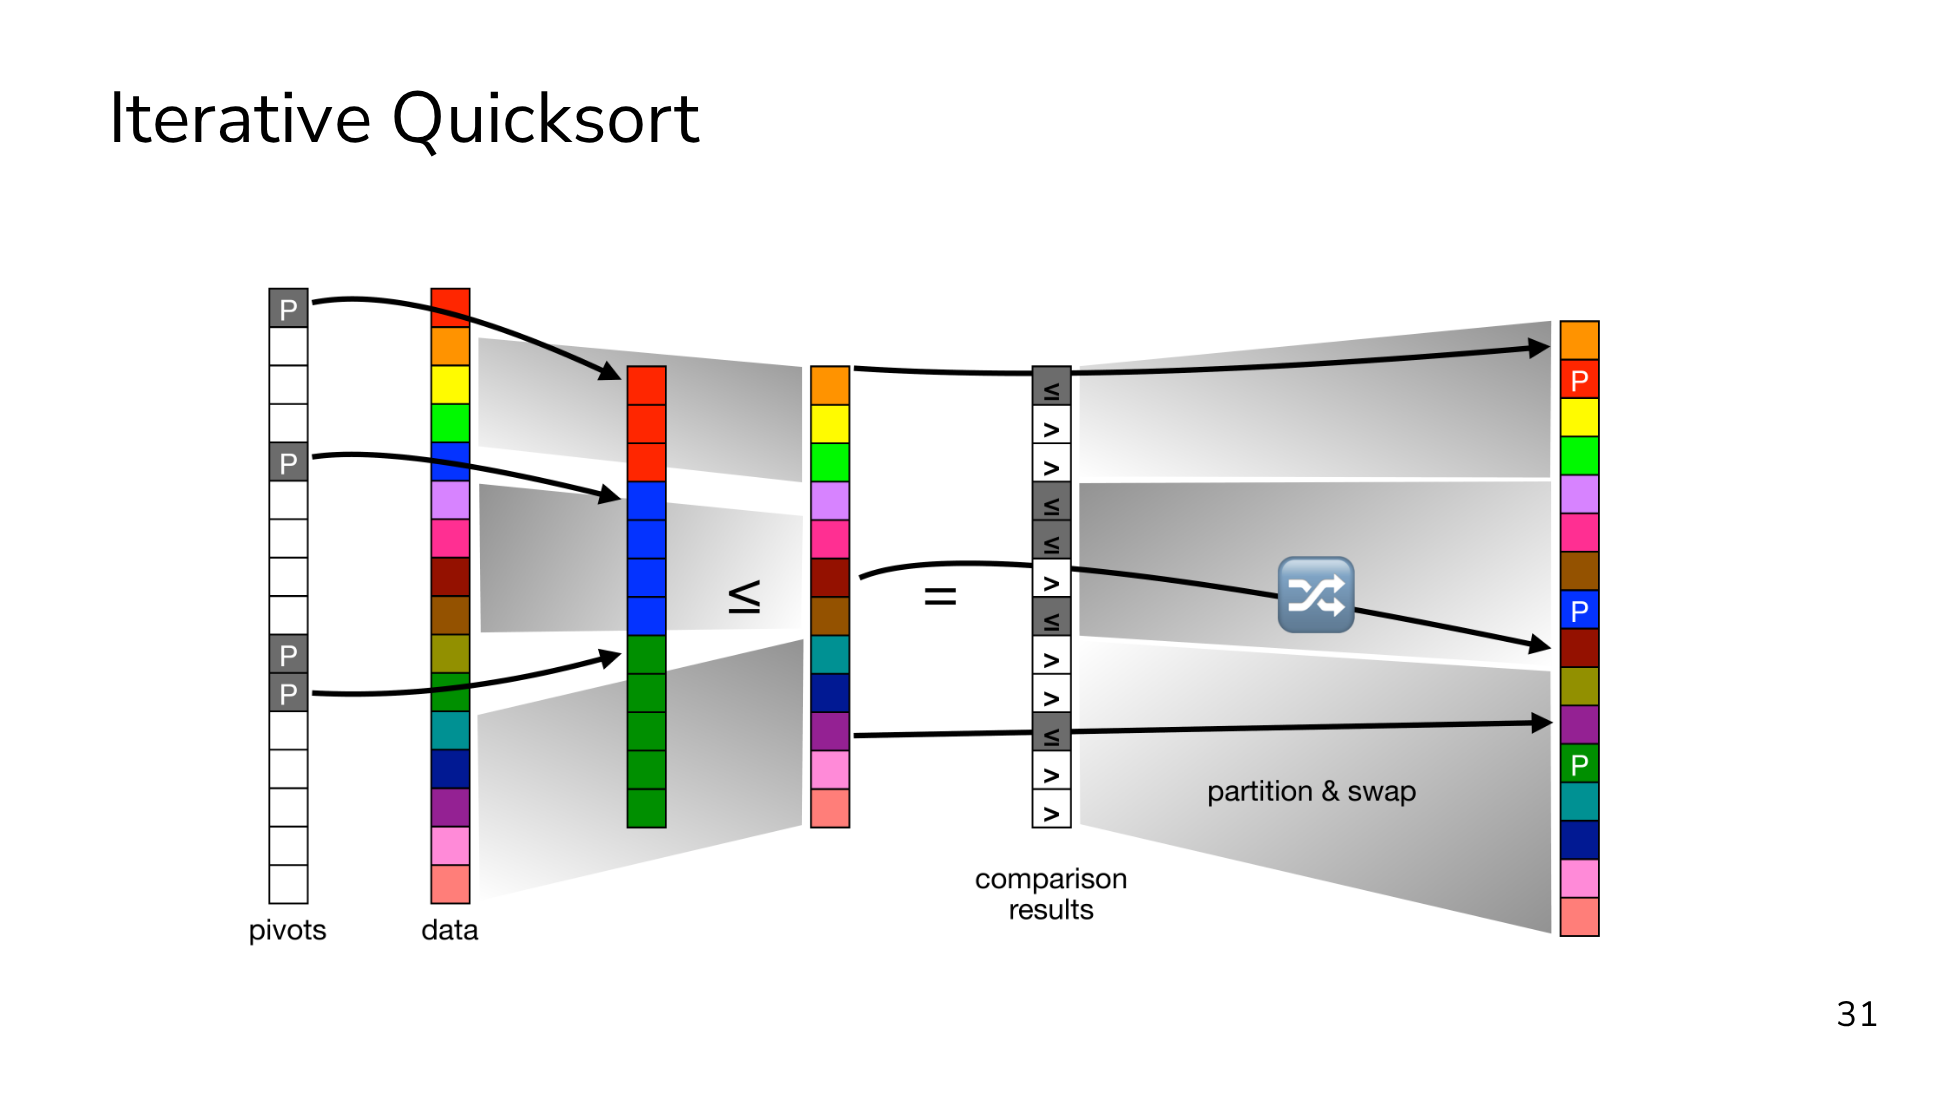 Iterative Quicksort
P
P
P
P
pivots
data
≤
=
≤
>
>
≤
≤
>
≤
>
>
≤
>
>
comparison
results
partition & swap
P
P
P
31